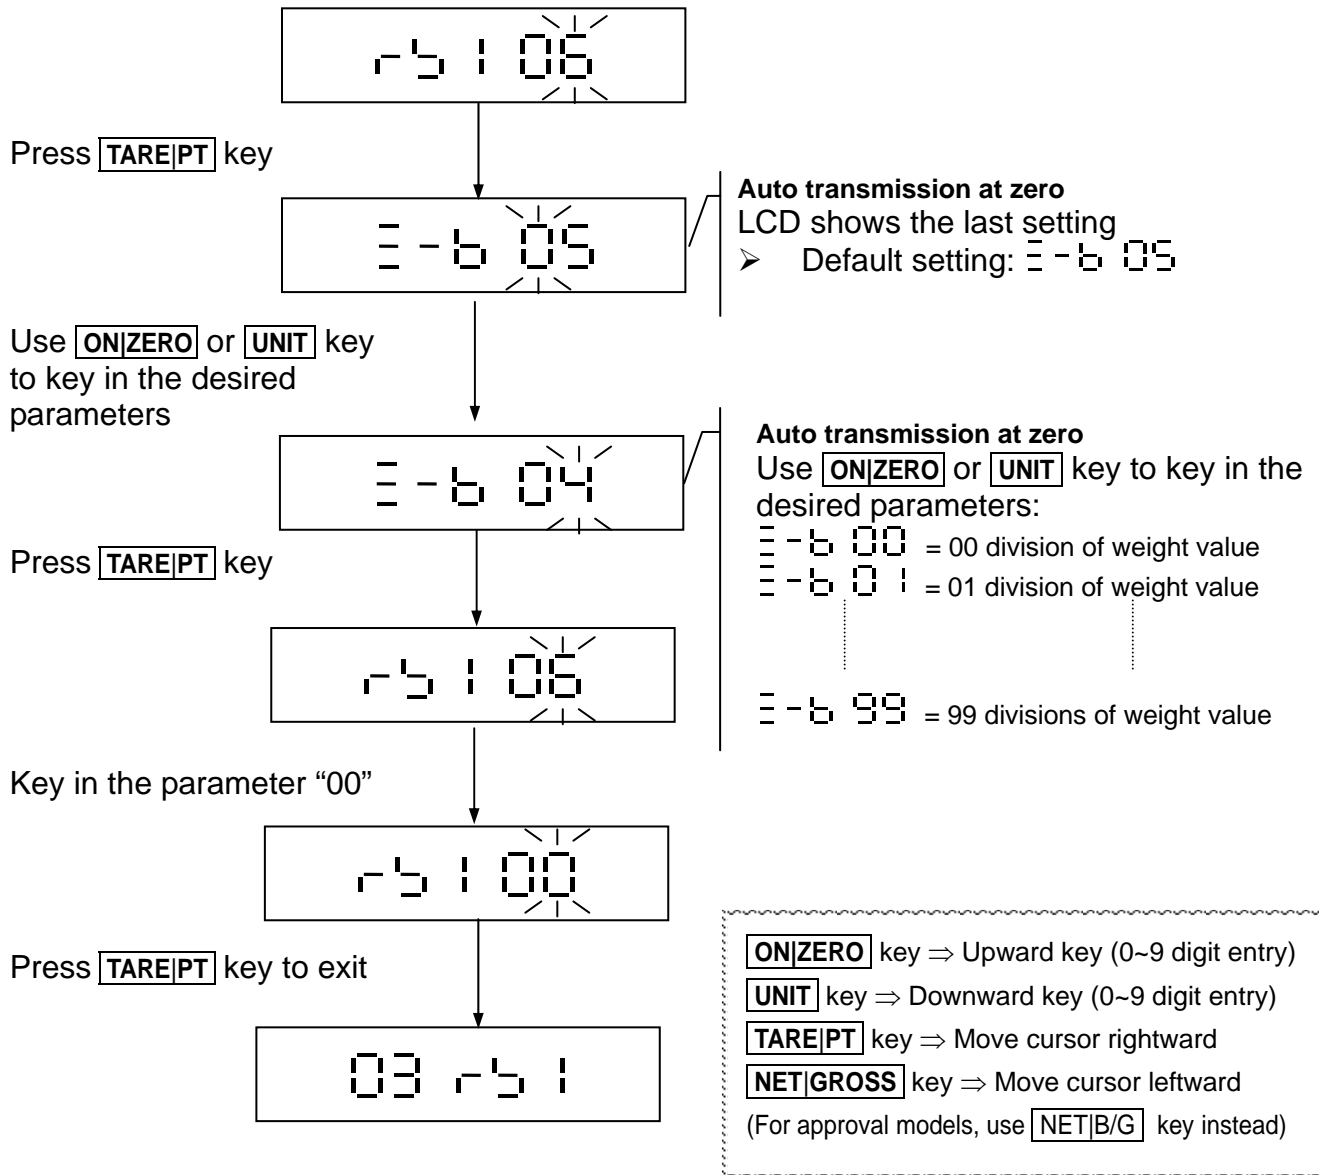 rS1 06
Press TARE|PT key
Ξ-b 05
Auto transmission at zero
LCD shows the last setting
➢ Default setting: Ξ-b 05
Use ON|ZERO or UNIT key
to key in the desired
parameters
Ξ-b 04
Auto transmission at zero
Use ON|ZERO or UNIT key to key in the
desired parameters:
Ξ-b 00 = 00 division of weight value
Ξ-b 01 = 01 division of weight value
Ξ-b 99 = 99 divisions of weight value
Press TARE|PT key
rS1 06
Key in the parameter “00”
rS1 00
Press TARE|PT key to exit
03 rS1
ON|ZERO key ⇒ Upward key (0~9 digit entry)
UNIT key ⇒ Downward key (0~9 digit entry)
TARE|PT key ⇒ Move cursor rightward
NET|GROSS key ⇒ Move cursor leftward
(For approval models, use NET|B/G key instead)